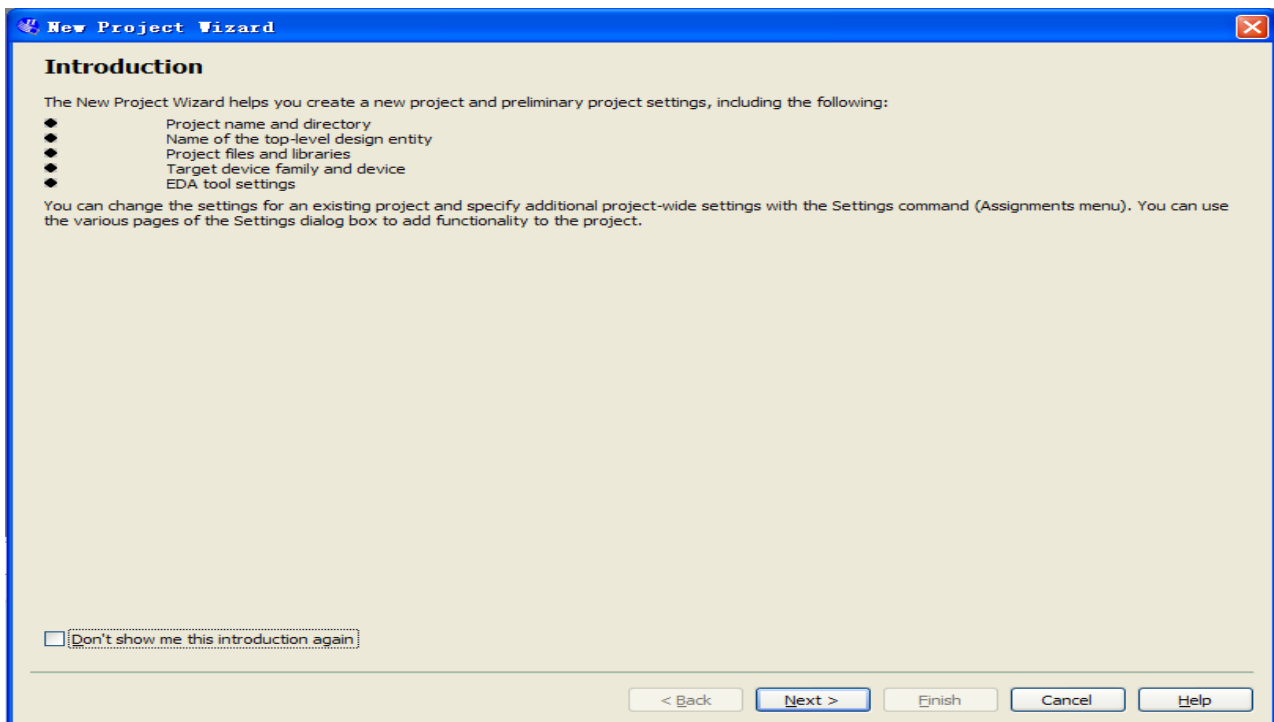 New Project Wizard
Introduction
The New Project Wizard helps you create a new project and preliminary project settings, including the following:
Project name and directory
Name of the top-level design entity
Project files and libraries
Target device family and device
EDA tool settings
You can change the settings for an existing project and specify additional project-wide settings with the Settings command (Assignments menu). You can use
the various pages of the Settings dialog box to add functionality to the project.
Don't show me this introduction again
< Back Next > Finish Cancel Help